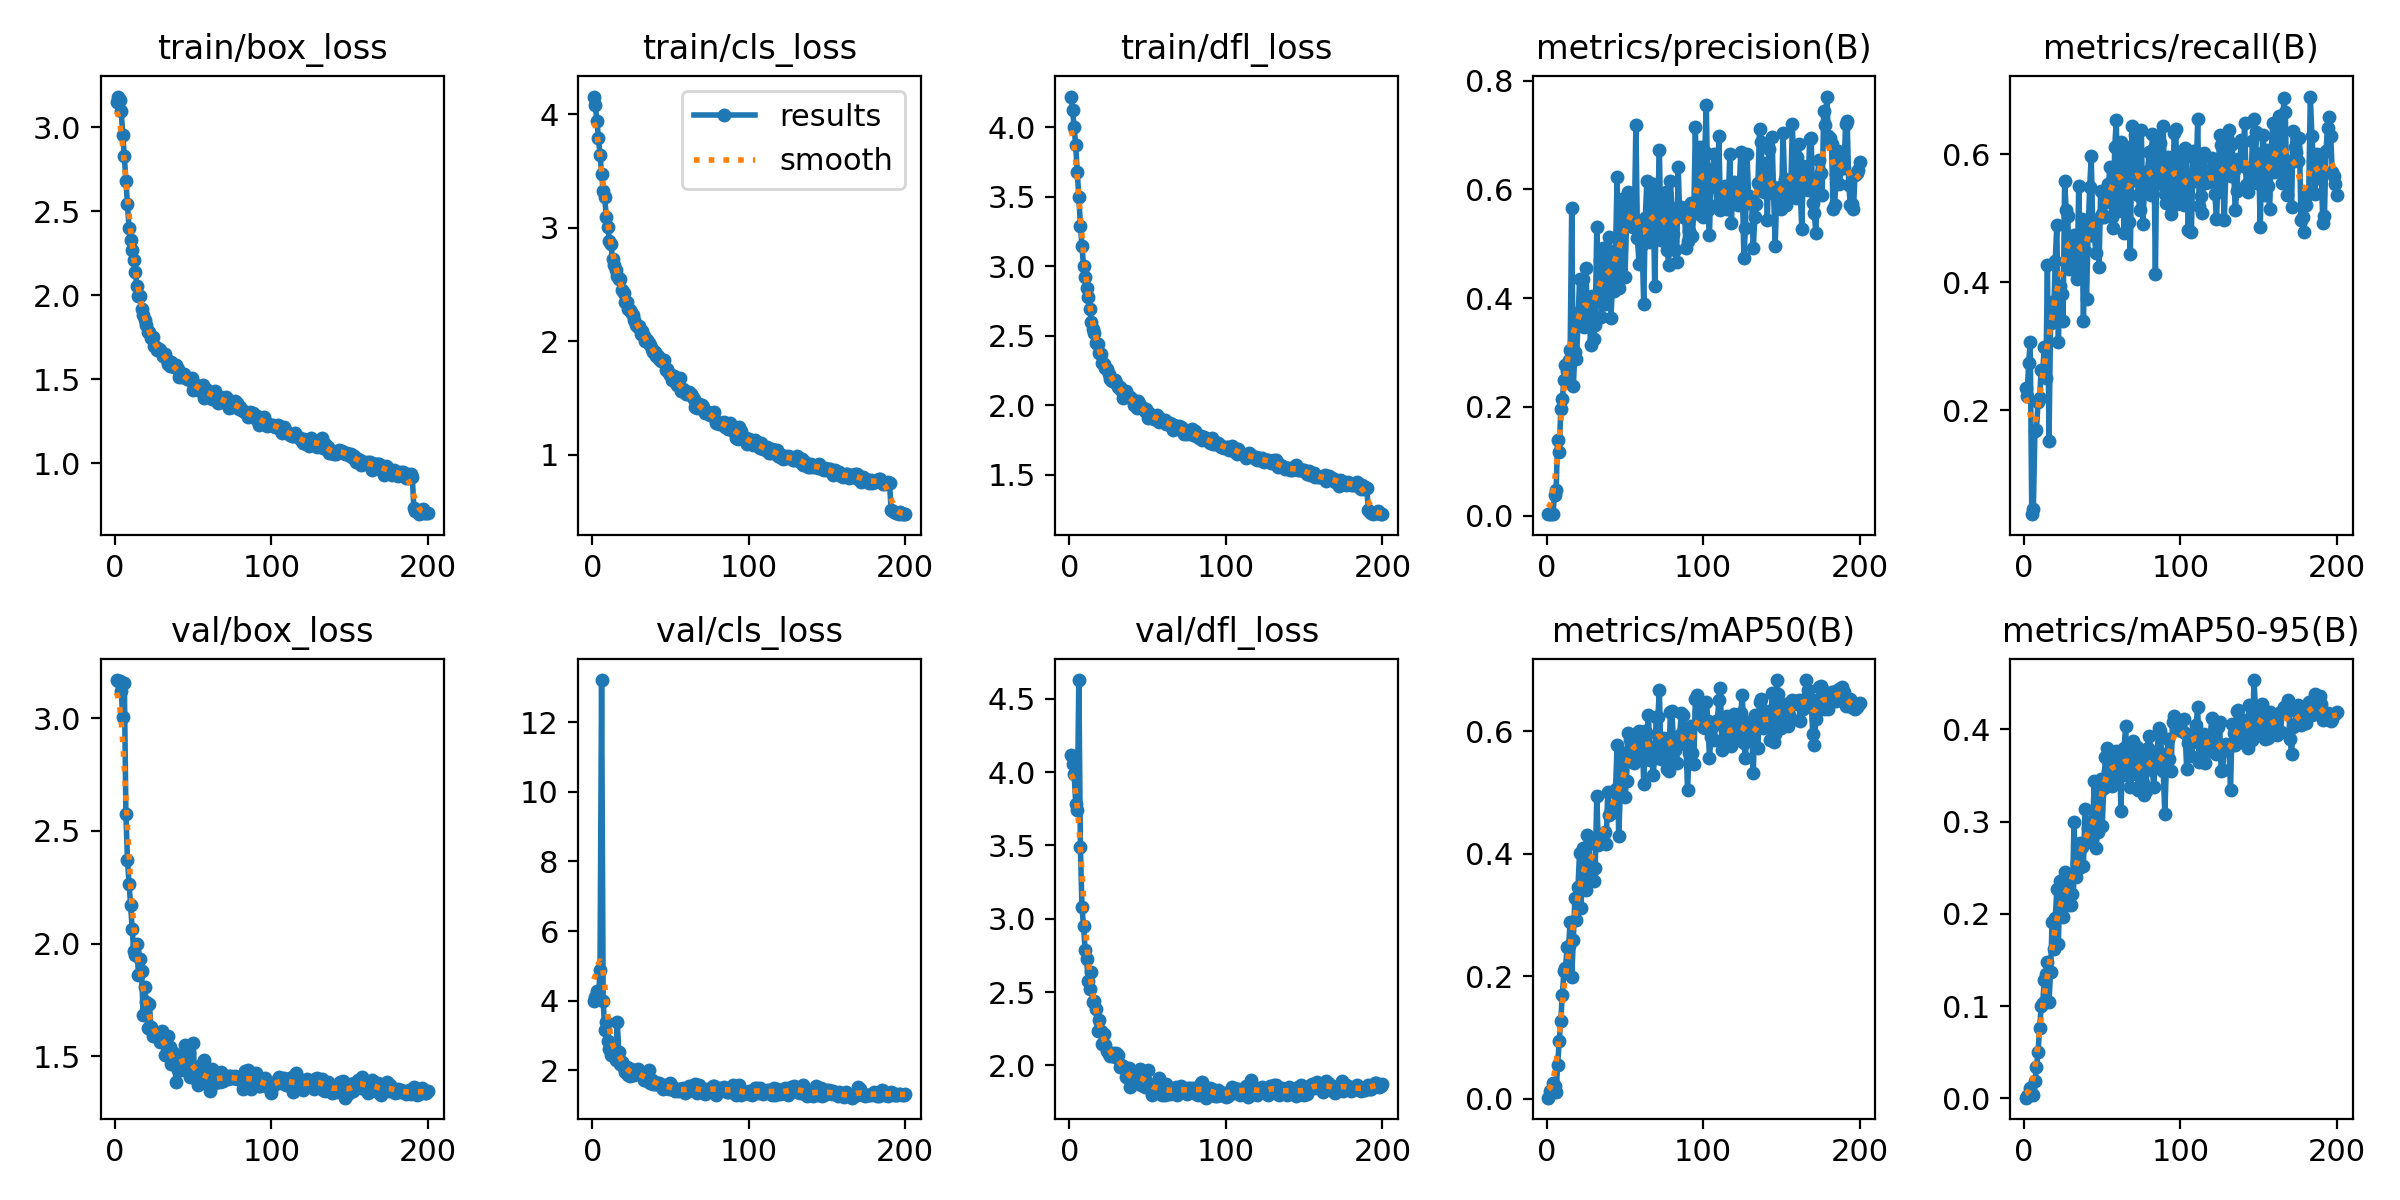 train/box_loss
3.0
2.5
2.0
1.5
1.0
0 100 200
train/cls_loss
results
smooth
4
3
2
1
0 100 200
train/dfl_loss
4.0
3.5
3.0
2.5
2.0
1.5
0 100 200
metrics/precision(B)
0.8
0.6
0.4
0.2
0.0
0 100 200
metrics/recall(B)
0.6
0.4
0.2
0 100 200
val/box_loss
3.0
2.5
2.0
1.5
0 100 200
val/cls_loss
12
10
8
6
4
2
0 100 200
val/dfl_loss
4.5
4.0
3.5
3.0
2.5
2.0
0 100 200
metrics/mAP50(B)
0.6
0.4
0.2
0.0
0 100 200
metrics/mAP50-95(B)
0.4
0.3
0.2
0.1
0.0
0 100 200